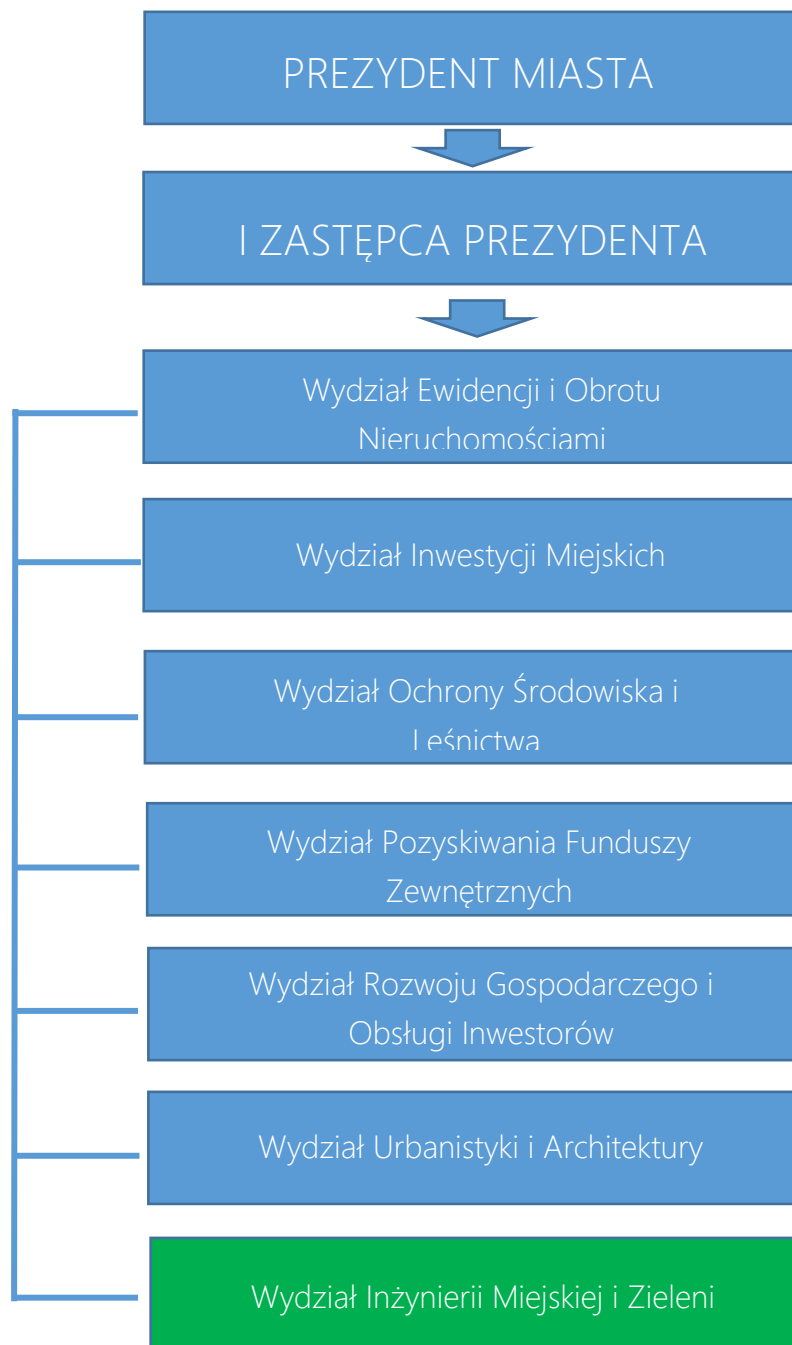 PREZYDENT MIASTA
I ZASTĘPCA PREZYDENTA
Wydział Ewidencji i Obrotu
Nieruchomościami
Wydział Inwestycji Miejskich
Wydział Ochrony Środowiska i
Leśnictwa
Wydział Pozyskiwania Funduszy
Zewnętrznych
Wydział Rozwoju Gospodarczego i
Obsługi Inwestorów
Wydział Urbanistyki i Architektury
Wydział Inżynierii Miejskiej i Zieleni